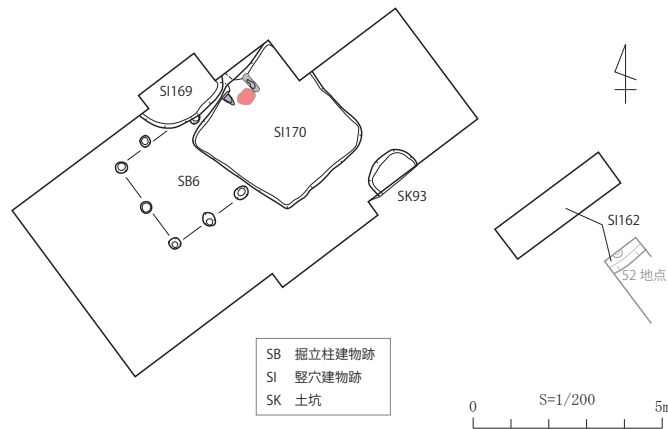 SI169
SI170
SB6
SK93
SI162
52 地点
SB 掘立柱建物跡
SI 竪穴建物跡
SK 土坑
S=1/200
0 5m